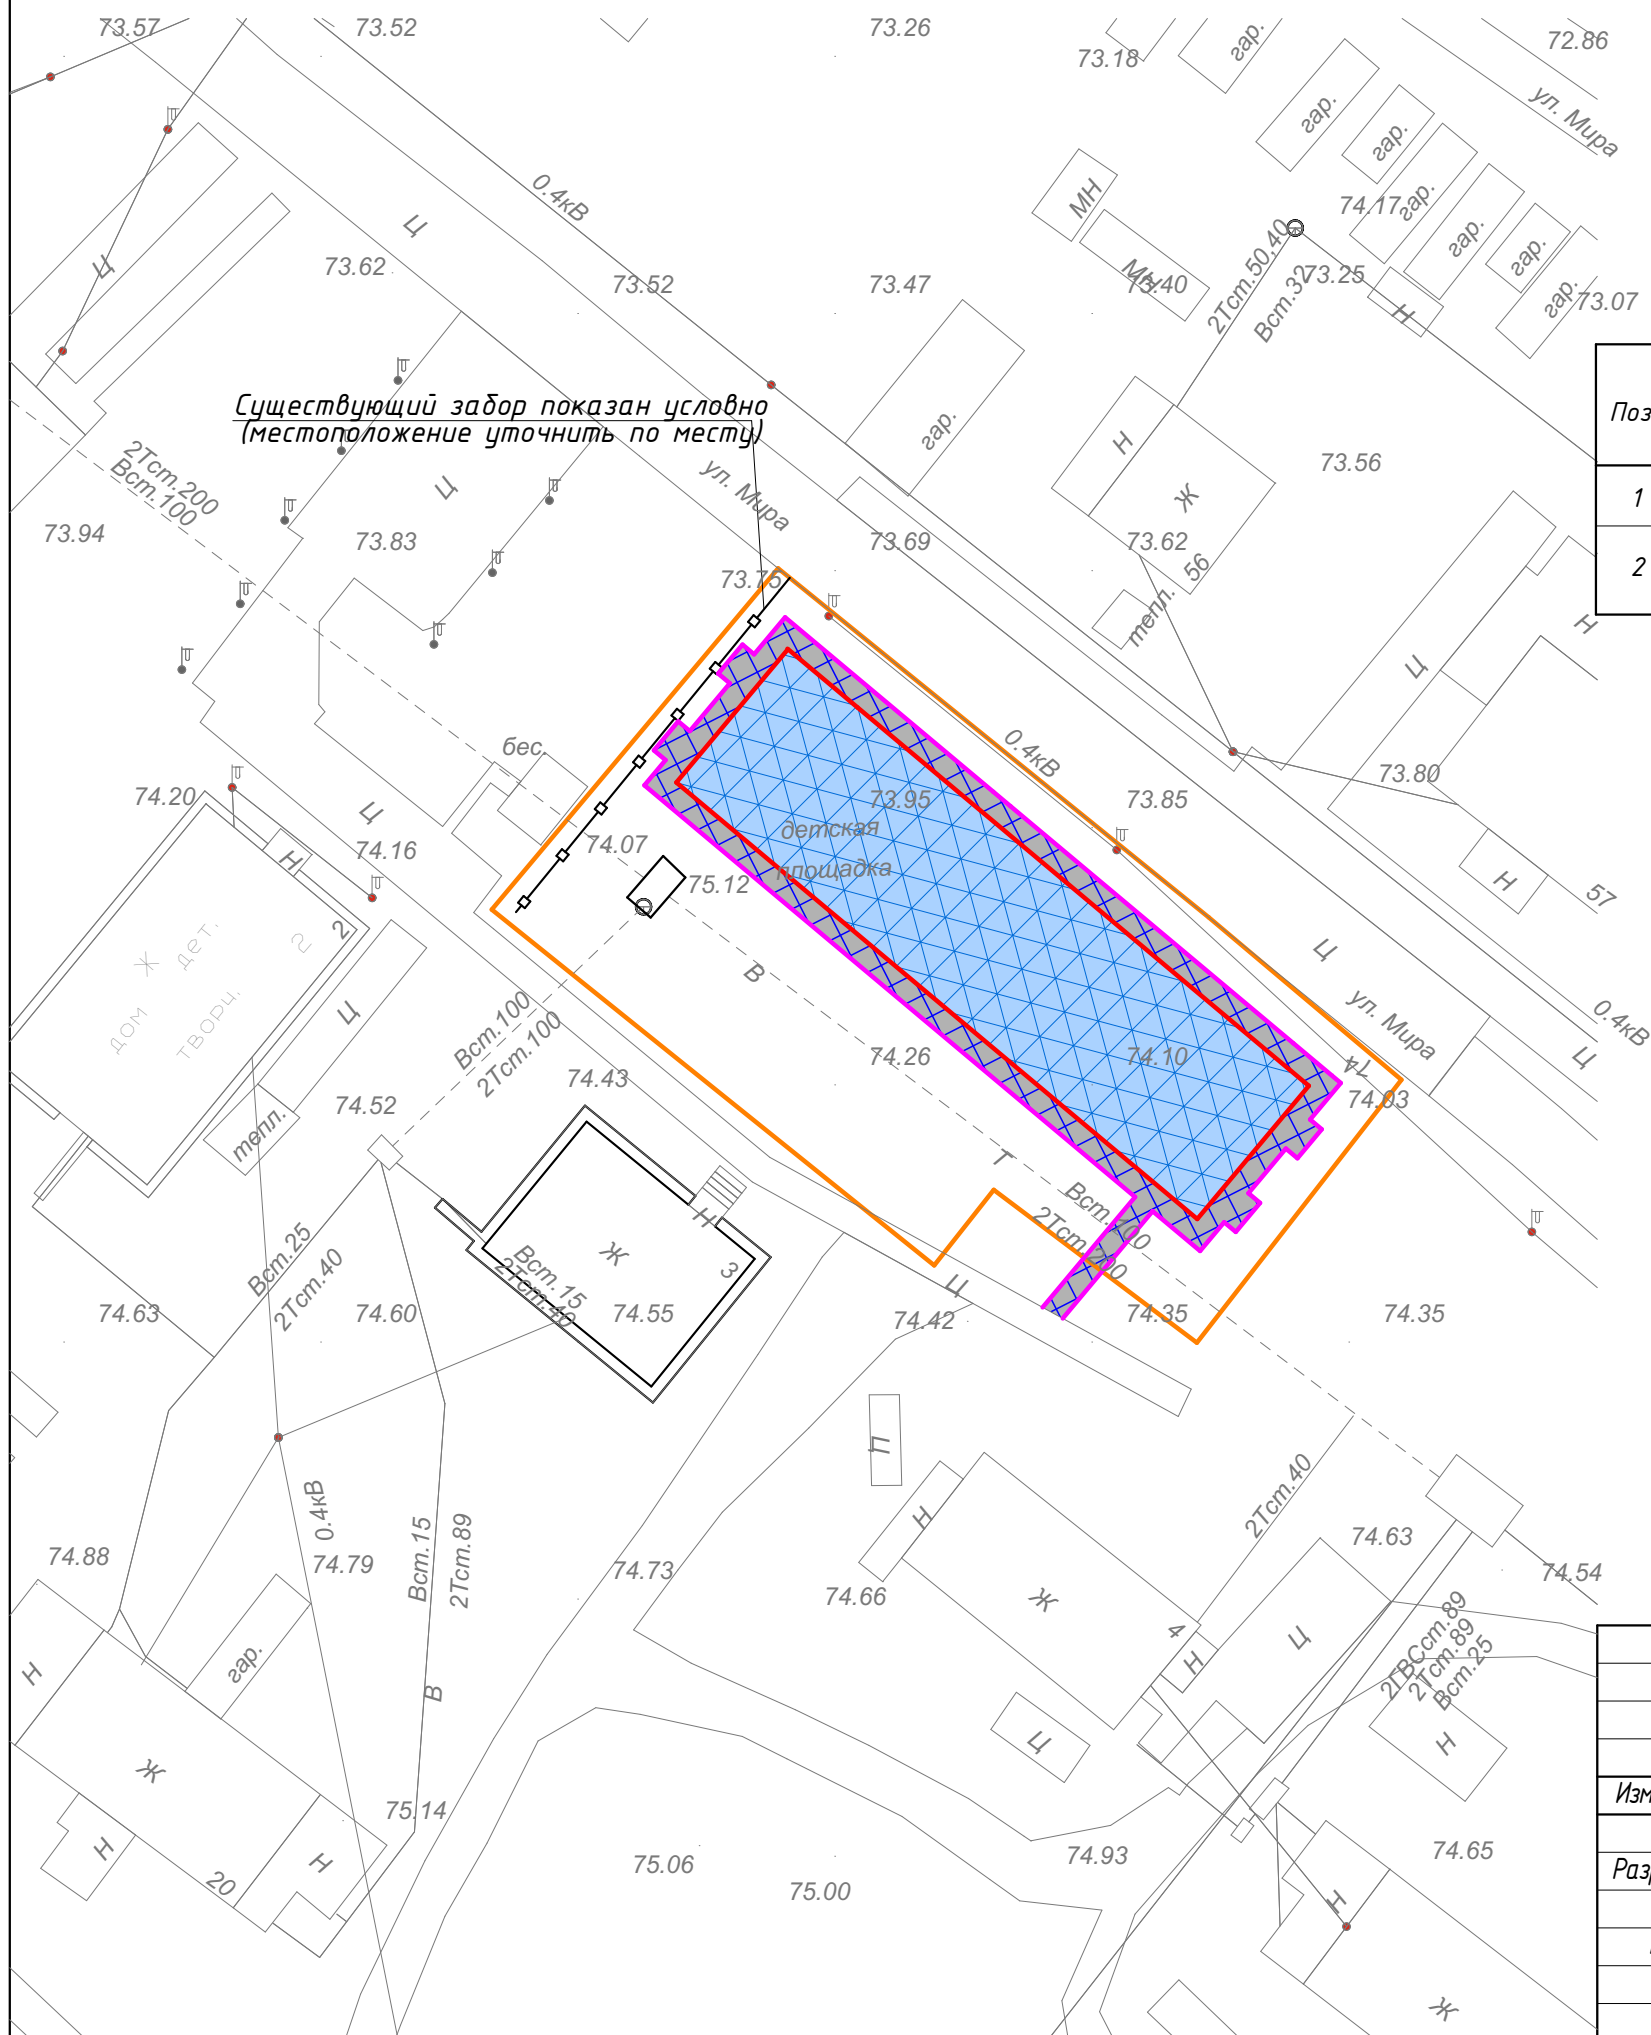 73.57
73.52
73.26
73.18
гар.
72.86
ул. Мира
гар.
гар.
МН
74.17
гар.
0.4кВ
Ц
Ц
73.62
73.52
73.47
МН
73.40
2Тст.50,40
Вст.32
73.25
гар.
гар.
гар.
73.07
Н
Поз
Существующий забор показан условно
(местоположение уточнить по месту)
гар.
Н
73.56
2Тст.200
Вст.100
Ц
ул. Мира
Ж
1
73.94
73.83
73.69
73.62
56
2
73.75
тепл.
Н
Ц
бес.
0.4кВ
73.80
74.20
Ц
73.95
73.85
детская
74.07
74.16
Н
площадка
75.12
Н
57
2
2
дом Ж дет.
творч.
Ц
В
Ц
Вст.100
2Тст.100
ул. Мира
0.4кВ
74.26
74.10
Ц
74.43
74
74.03
74.52
тепл.
Т
Вст.100
2Тст.200
Н
Вст.25
2Тст.40
Ж
3
Вст.15
2Тст.40
Ц
74.63
74.60
74.55
74.42
74.35
74.35
П
2Тст.40
0.4кВ
Вст.15
2Тст.89
Н
74.63
74.88
74.79
74.73
74.66
74.54
Ж
4
Ц
2ГВСст.89
2Тст.89
Вст.25
Н
гар.
Н
В
Ц
Н
Ж
Изм
75.14
Н
Н
20
75.06
75.00
74.93
74.65
Разр
Н
Ж